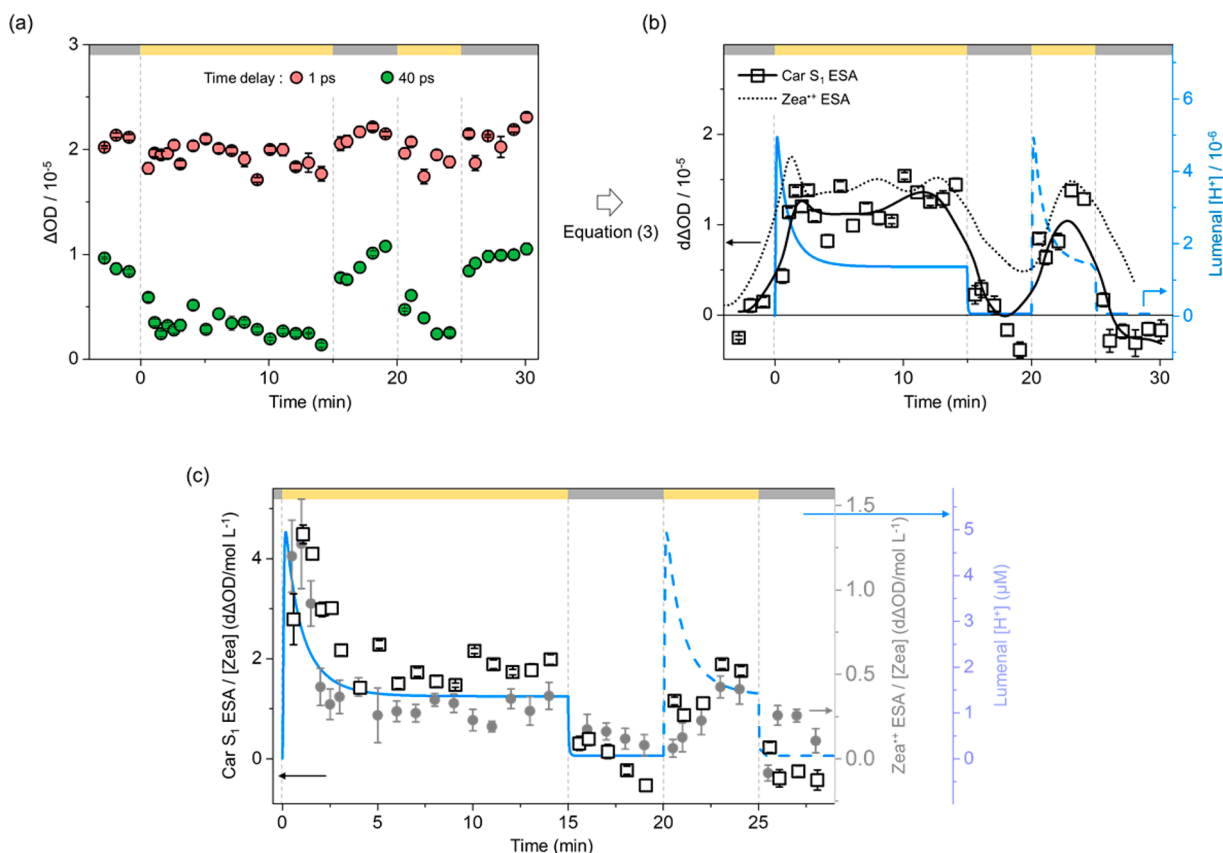 (a)
3
2
1
0
ΔOD / 10⁻⁵
Time delay : 1 ps 40 ps
0 10 20 30
Time (min)
Equation (3)
(b)
2
1
0
dΔOD / 10⁻⁵
Car S₁ ESA
Zea•⁺ ESA
6
4
2
0
Lumenal [H⁺] / 10⁻⁶
0 10 20 30
Time (min)
(c)
4
2
0
Car S₁ ESA / [Zea] (dΔOD/mol L⁻¹)
1.5
1.0
0.5
0.0
Zea•⁺ ESA / [Zea] (dΔOD/mol L⁻¹)
5
4
3
2
1
0
Lumenal [H⁺] (μM)
0 5 10 15 20 25
Time (min)